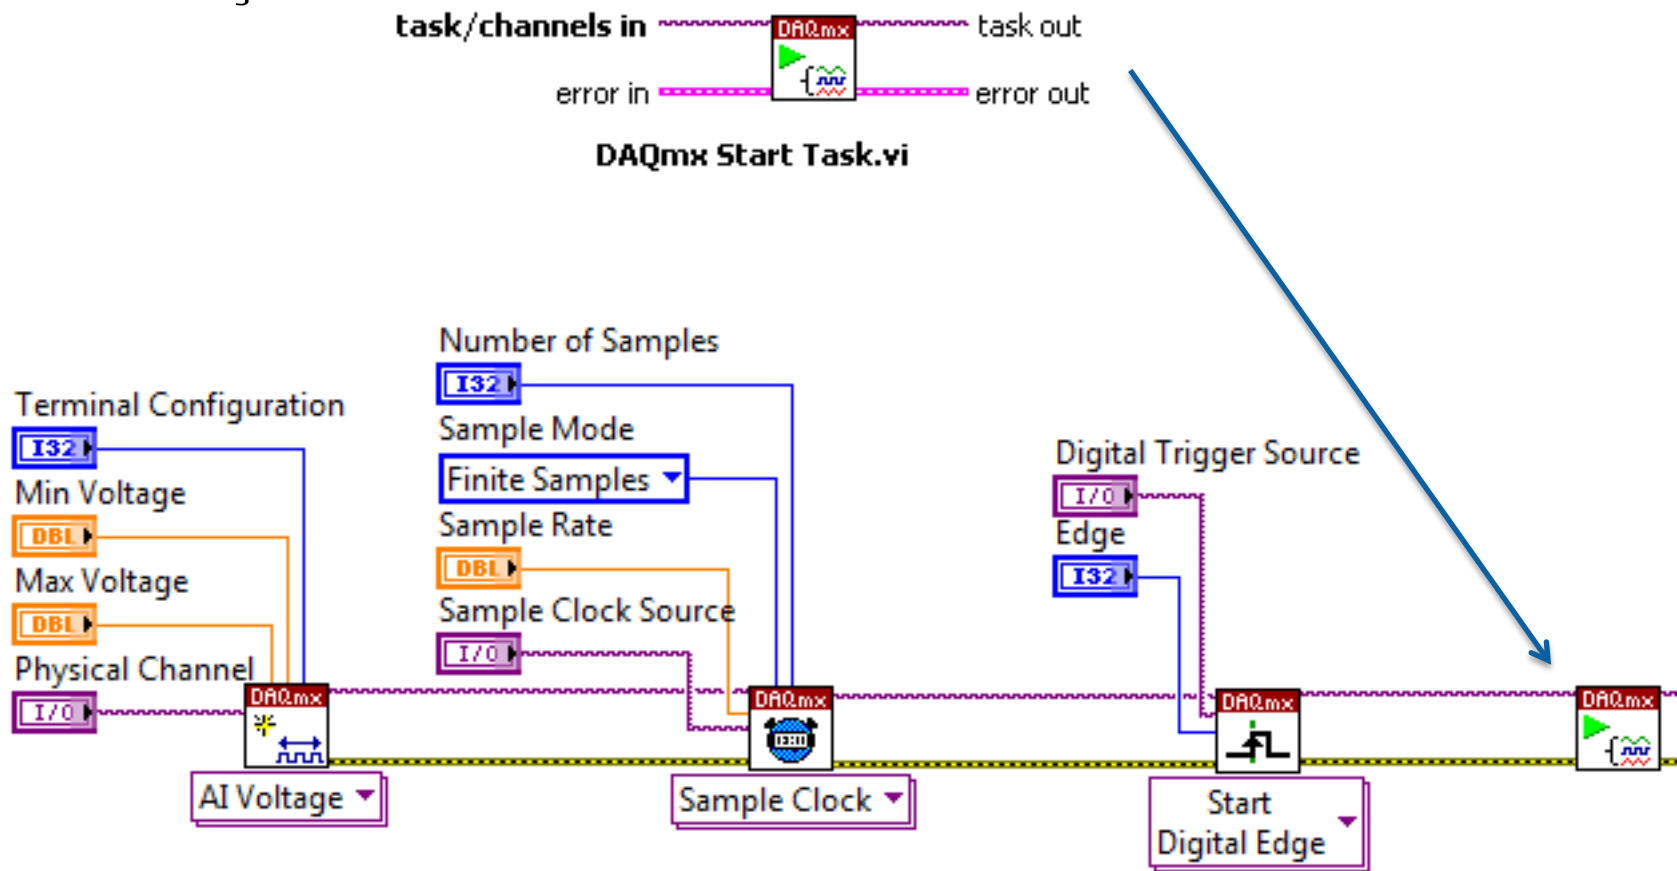 task/channels in
DAQmx
task out
error in
error out
DAQmx Start Task.vi
Number of Samples
I32
Terminal Configuration
I32
Sample Mode
Finite Samples
Digital Trigger Source
I/O
Min Voltage
DBL
Sample Rate
DBL
Edge
I32
Max Voltage
DBL
Sample Clock Source
I/O
Physical Channel
I/O
DAQmx
DAQmx
DAQmx
DAQmx
AI Voltage
Sample Clock
Start
Digital Edge